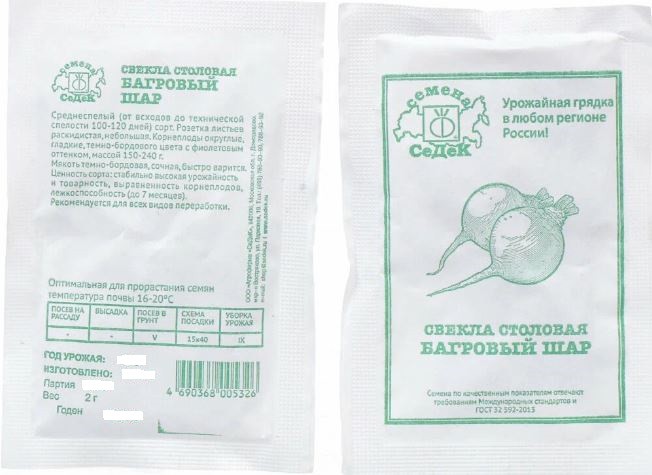 семена
СеДеК
СВЕКЛА СТОЛОВАЯ
БАГРОВЫЙ
ШАР
Среднеспелый (от всходов до технической
спелости 100-120 дней) сорт. Розетка листьев
раскидистая, небольшая. Корнеплоды округлые,
гладкие, темно-бордового цвета с фиолетовым
оттенком, массой 150-240 г.
Мякоть темно-бордовая, сочная, быстро варится.
Ценность сорта: стабильно высокая урожайность
и товарность, выравненность корнеплодов,
лежкоспособность (до 7 месяцев).
Рекомендуется для всех видов переработки.
Оптимальная для прорастания семян
температура почвы 16-20°С
ПОСЕВ НА РАССАДУ
ВЫСАДКА
ПОСЕВ В ГРУНТ
СХЕМА ПОСАДКИ
УБОРКА УРОЖАЯ
- - V 15x40 IX
ГОД УРОЖАЯ:
ИЗГОТОВЛЕНО:
Партия
Вес 2 г
Годен
4 690368 005326
семена
СеДеК
Урожайная грядка
в любом регионе
России!
СВЕКЛА СТОЛОВАЯ
БАГРОВЫЙ ШАР
Семена по качественным показателям отвечают
требованиям Международных стандартов и
ГОСТ 32 592-2013